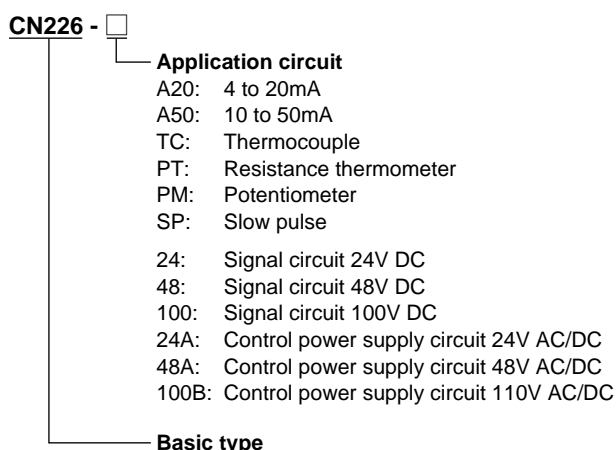 CN226 - □
Application circuit
A20: 4 to 20mA
A50: 10 to 50mA
TC: Thermocouple
PT: Resistance thermometer
PM: Potentiometer
SP: Slow pulse
24: Signal circuit 24V DC
48: Signal circuit 48V DC
100: Signal circuit 100V DC
24A: Control power supply circuit 24V AC/DC
48A: Control power supply circuit 48V AC/DC
100B: Control power supply circuit 110V AC/DC
Basic type